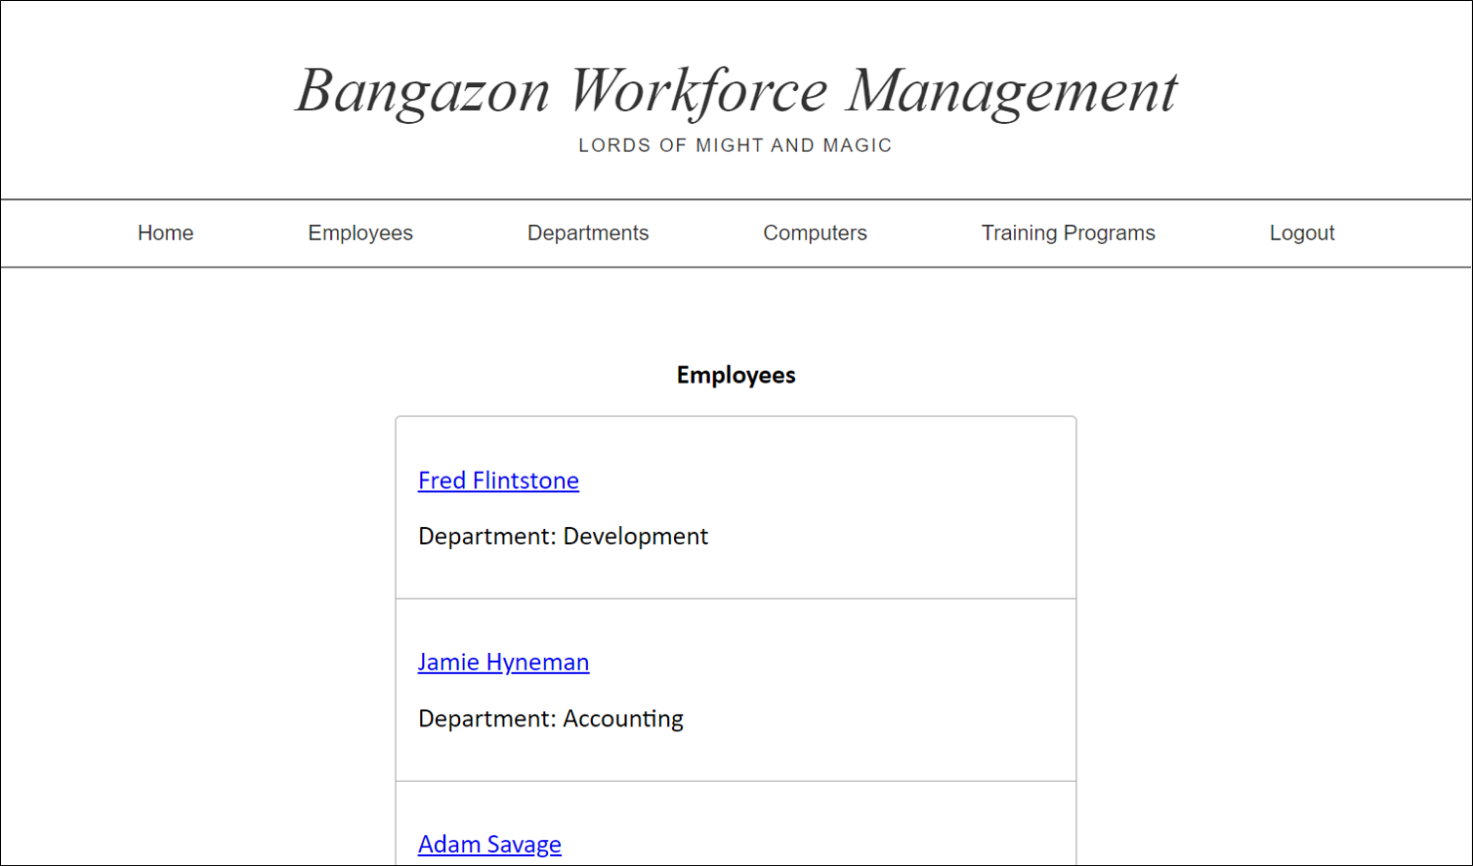 Bangazon Workforce Management
LORDS OF MIGHT AND MAGIC
Home Employees Departments Computers Training Programs Logout
Employees
Fred Flintstone
Department: Development
Jamie Hyneman
Department: Accounting
Adam Savage